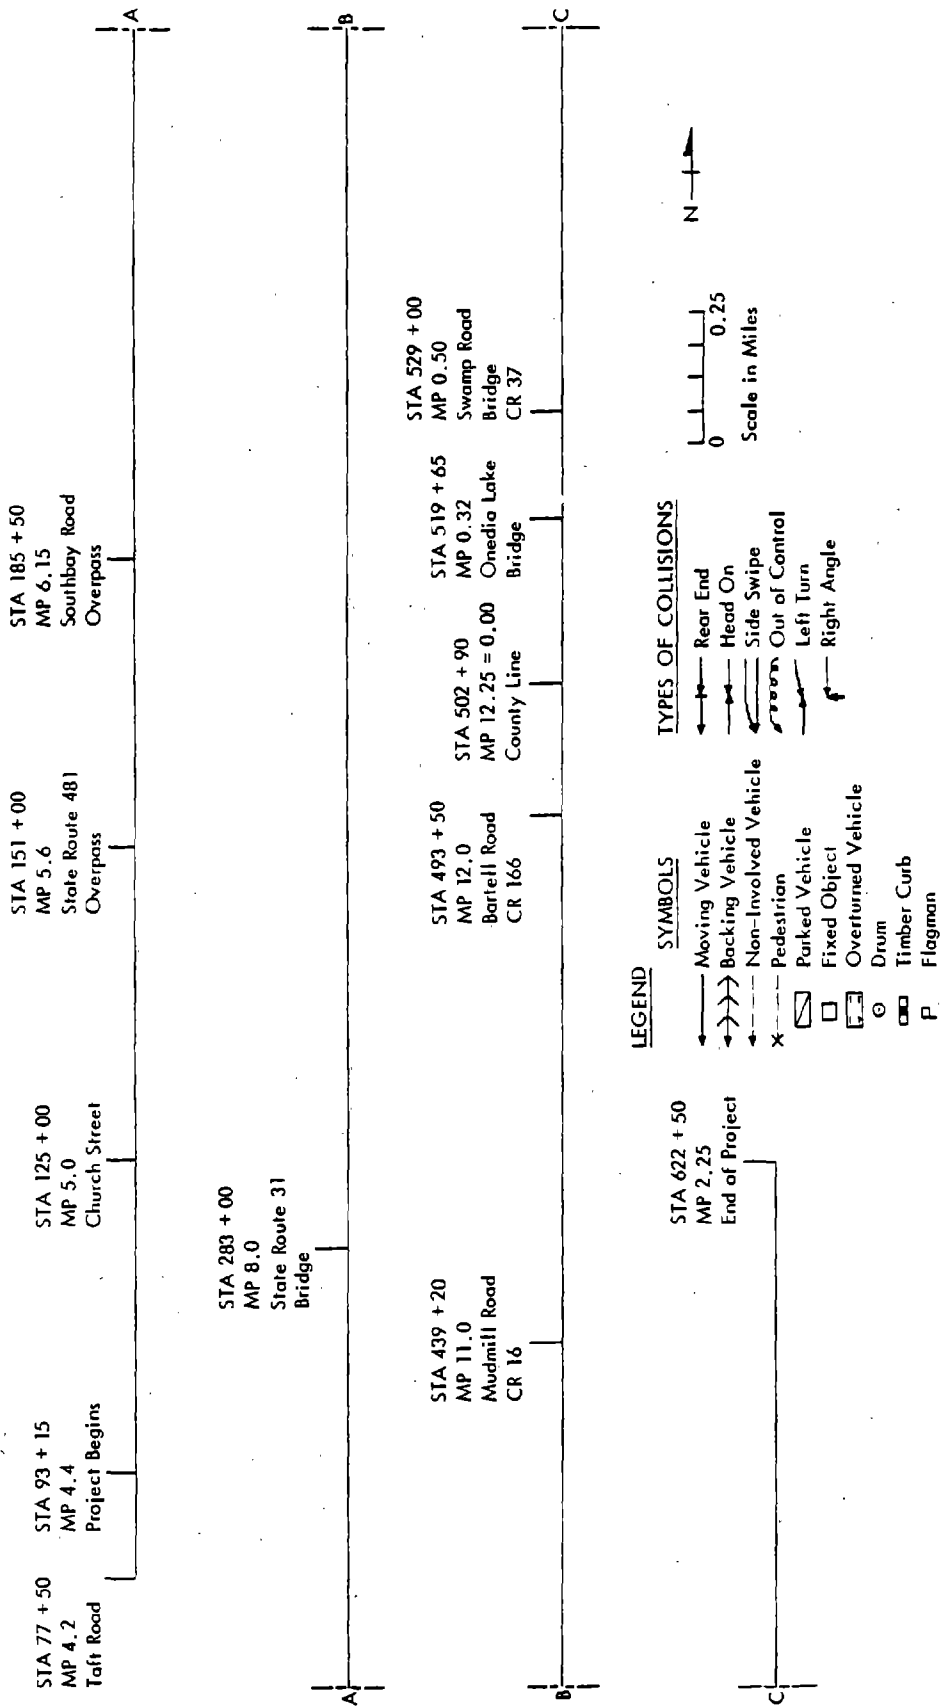 STA 77 + 50
MP 4.2
Taft Road
STA 93 + 15
MP 4.4
Project Begins
STA 125 + 00
MP 5.0
Church Street
STA 151 + 00
MP 5.6
State Route 481
Overpass
STA 185 + 50
MP 6.15
Southbay Road
Overpass
A
A
STA 283 + 00
MP 8.0
State Route 31
Bridge
B
B
STA 439 + 20
MP 11.0
Mudmill Road
CR 16
STA 493 + 50
MP 12.0
Bartell Road
CR 166
STA 502 + 90
MP 12.25 = 0.00
County Line
STA 519 + 65
MP 0.32
Onedia Lake
Bridge
STA 529 + 00
MP 0.50
Swamp Road
Bridge
CR 37
C
C
STA 622 + 50
MP 2.25
End of Project
LEGEND
SYMBOLS
Moving Vehicle
Backing Vehicle
Non-Involved Vehicle
Pedestrian
Parked Vehicle
Fixed Object
Overturned Vehicle
Drum
Timber Curb
P Flagman
TYPES OF COLLISIONS
Rear End
Head On
Side Swipe
Out of Control
Left Turn
Right Angle
N
0 0.25
Scale in Miles